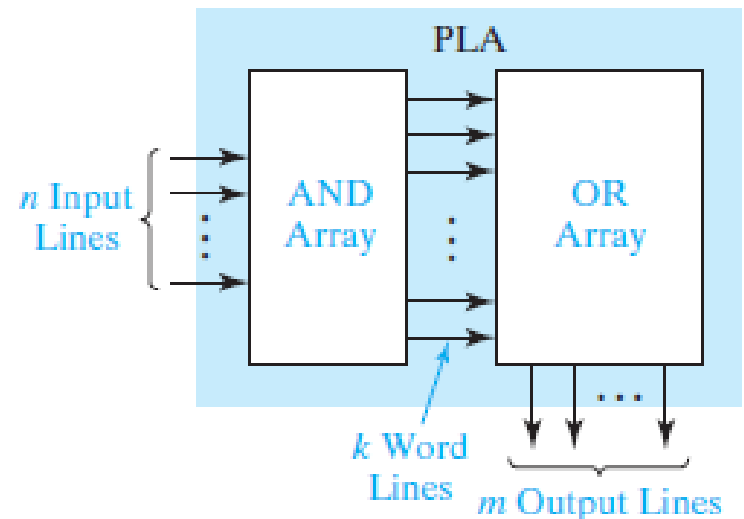 PLA
n Input
Lines
AND
Array
OR
Array
k Word
Lines
m Output Lines